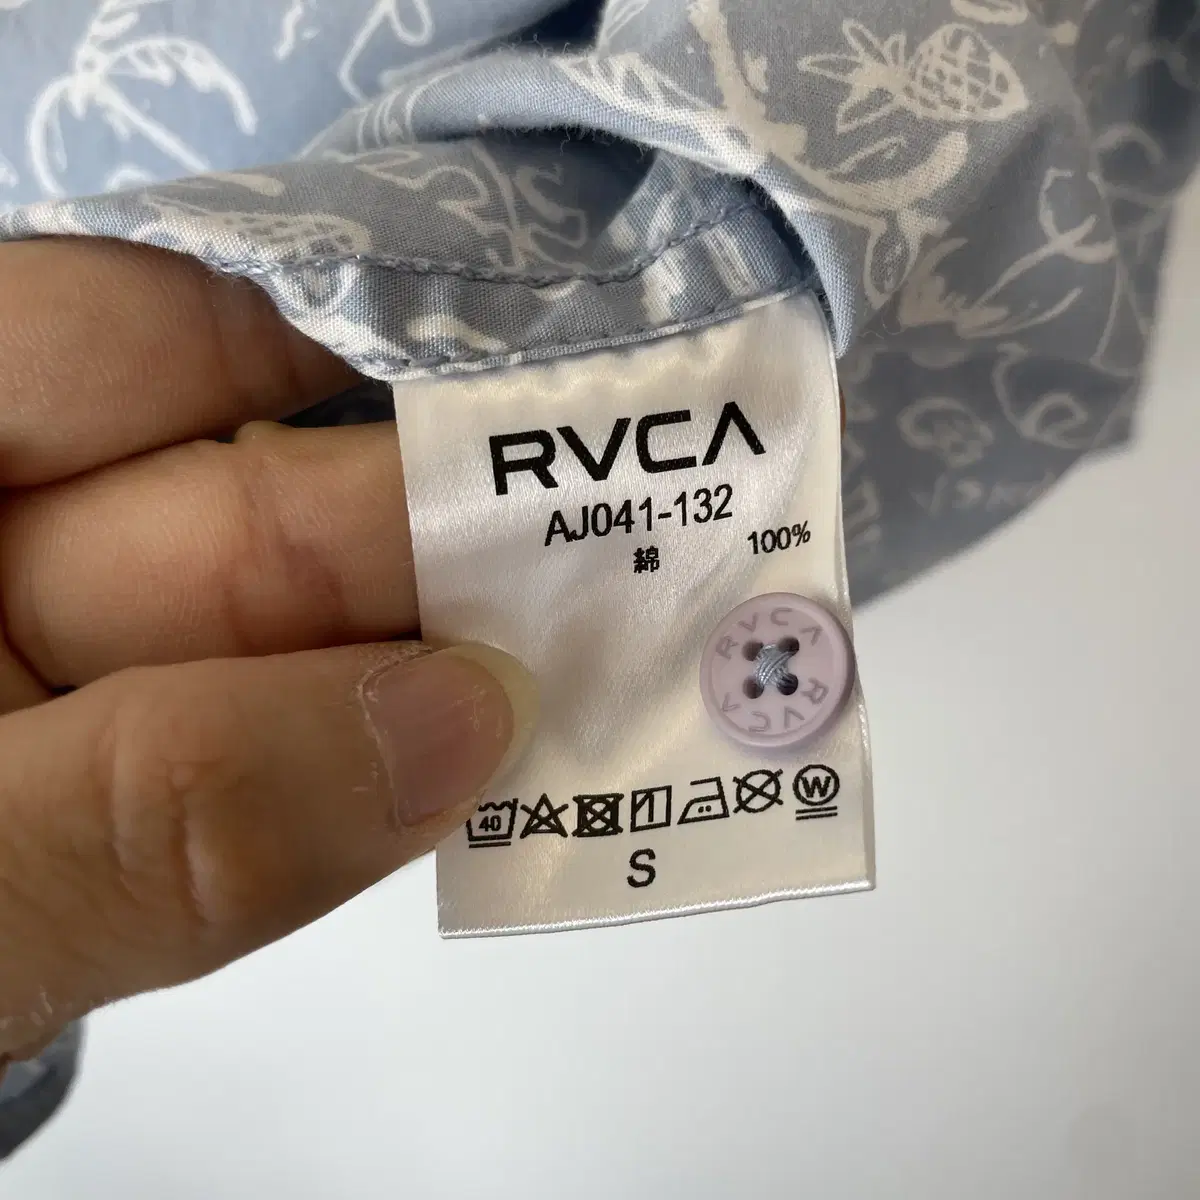 RVCA
AJ041-132
綿 100%
RVCA
RVCA
40
W
S